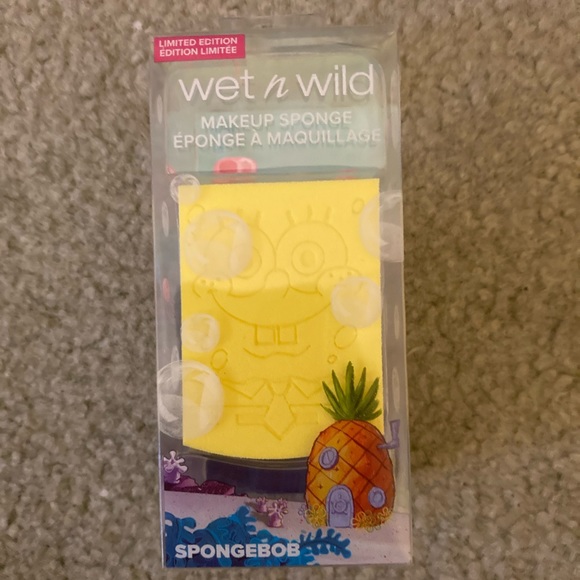 LIMITED EDITION
ÉDITION LIMITÉE
wet n wild
MAKEUP SPONGE
ÉPONGE À MAQUILLAGE
SPONGEBOB